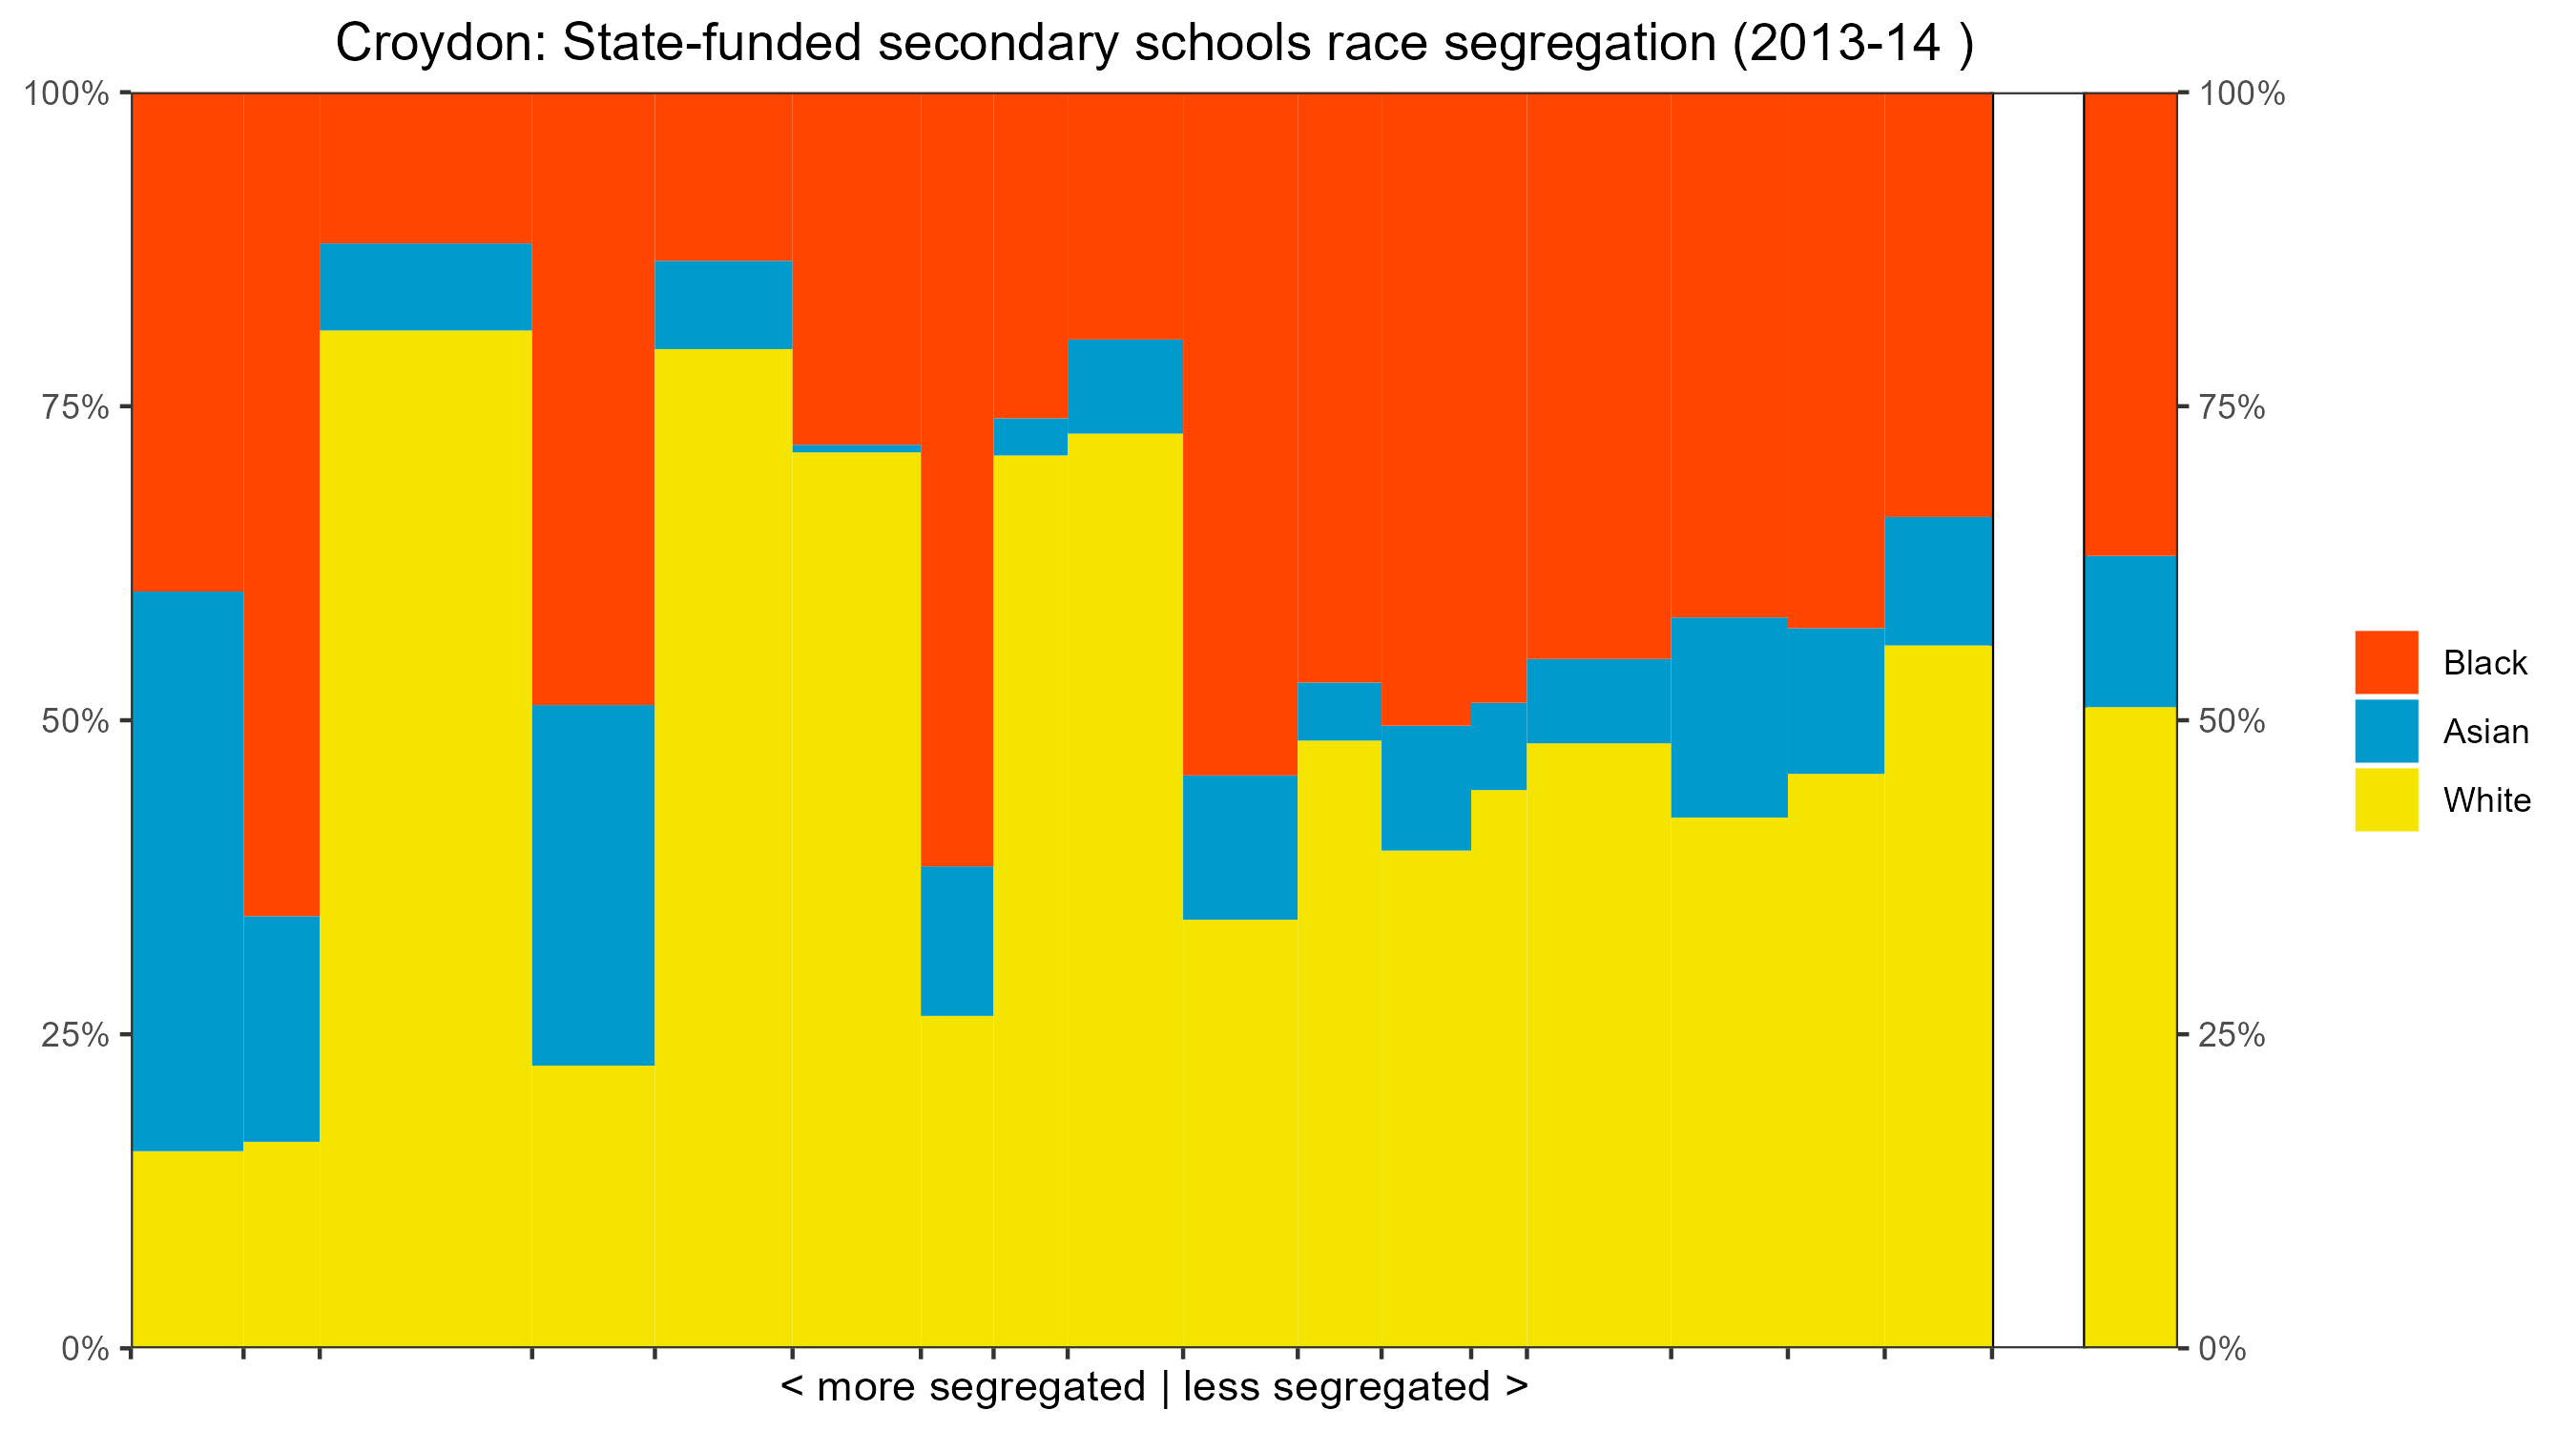 Croydon: State-funded secondary schools race segregation (2013-14 )
100%
75%
50%
25%
0%
100%
75%
50%
25%
0%
Black
Asian
White
< more segregated | less segregated >